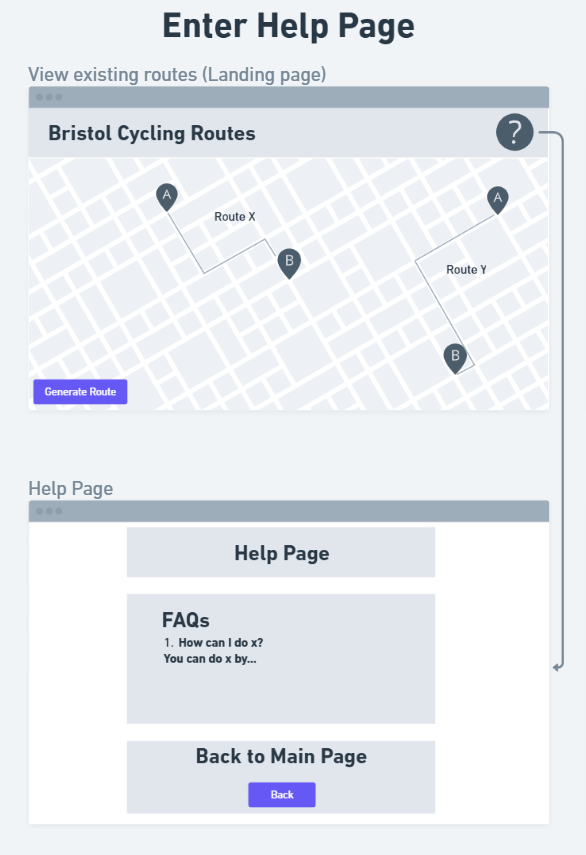 Enter Help Page
View existing routes (Landing page)
Bristol Cycling Routes
?
A
Route X
B
A
Route Y
B
Generate Route
Help Page
Help Page
FAQs
1. How can I do x?
You can do x by...
Back to Main Page
Back